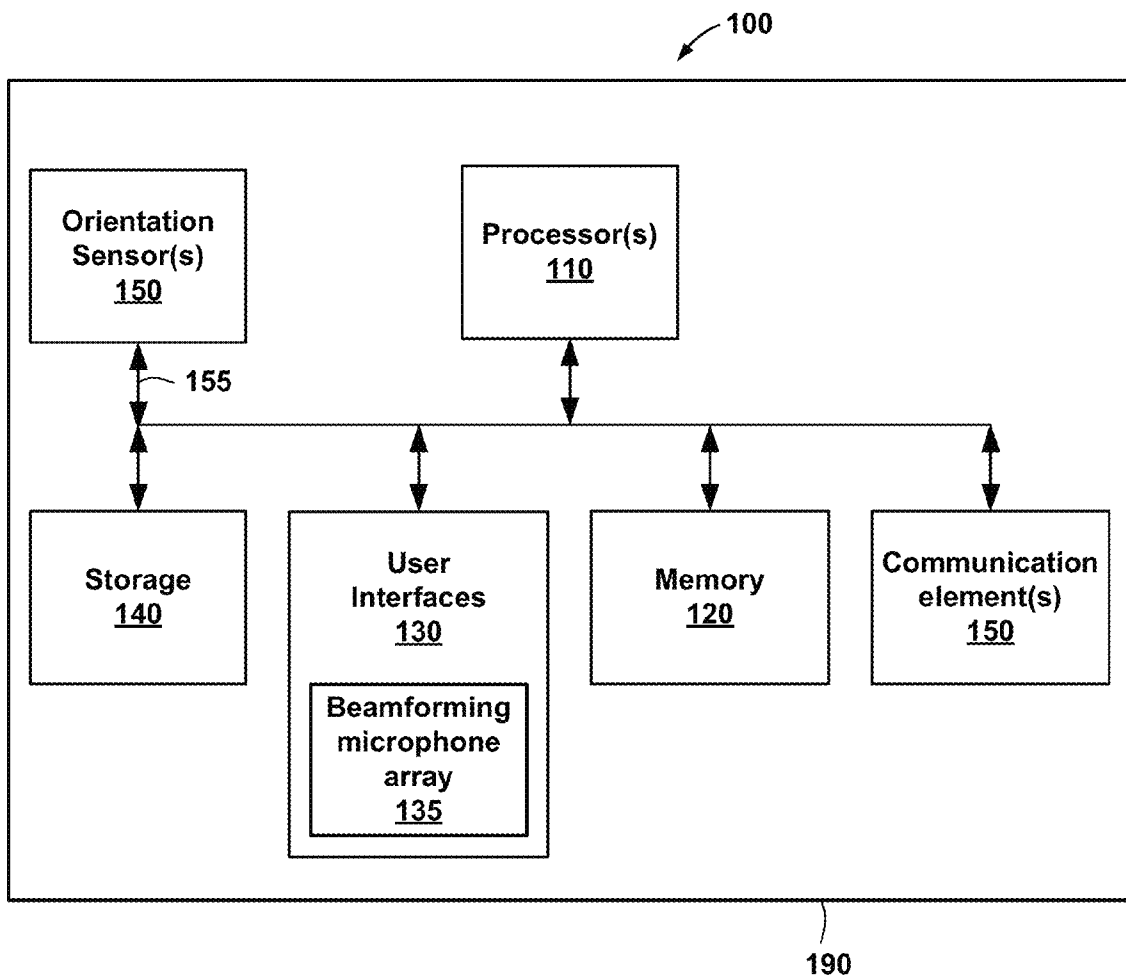 100
Orientation
Sensor(s)
150
Processor(s)
110
155
Storage
140
User
Interfaces
130
Beamforming
microphone
array
135
Memory
120
Communication
element(s)
150
190